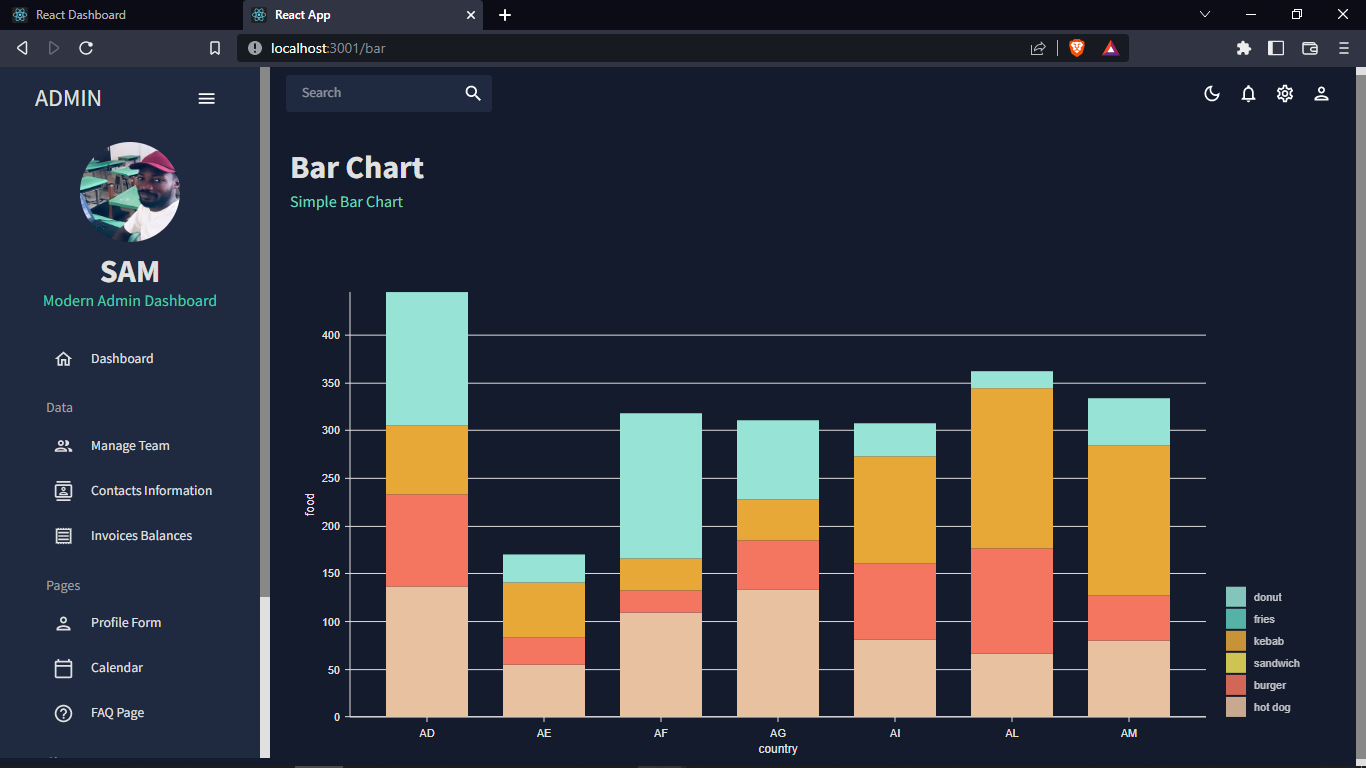 React Dashboard
React App
localhost:3001/bar
ADMIN
Search
SAM
Modern Admin Dashboard
Dashboard
Data
Manage Team
Contacts Information
Invoices Balances
Pages
Profile Form
Calendar
FAQ Page
Bar Chart
Simple Bar Chart
400
350
300
250
200
150
100
50
0
food
AD AE AF AG AI AL AM
country
donut
fries
kebab
sandwich
burger
hot dog